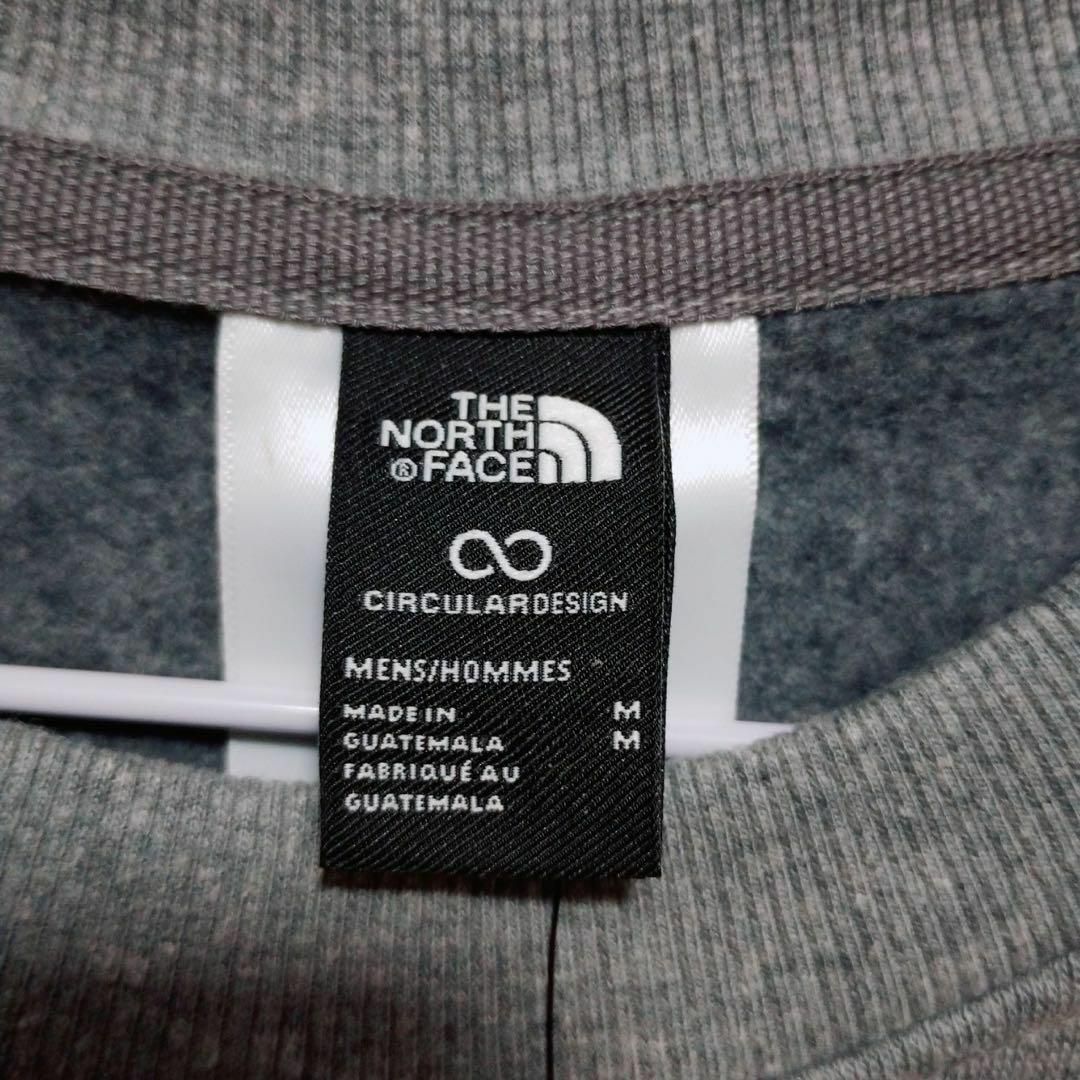 THE
NORTH
® FACE
CIRCULARDESIGN
MENS/HOMMES
MADE IN M
GUATEMALA M
FABRIQUÉ AU
GUATEMALA